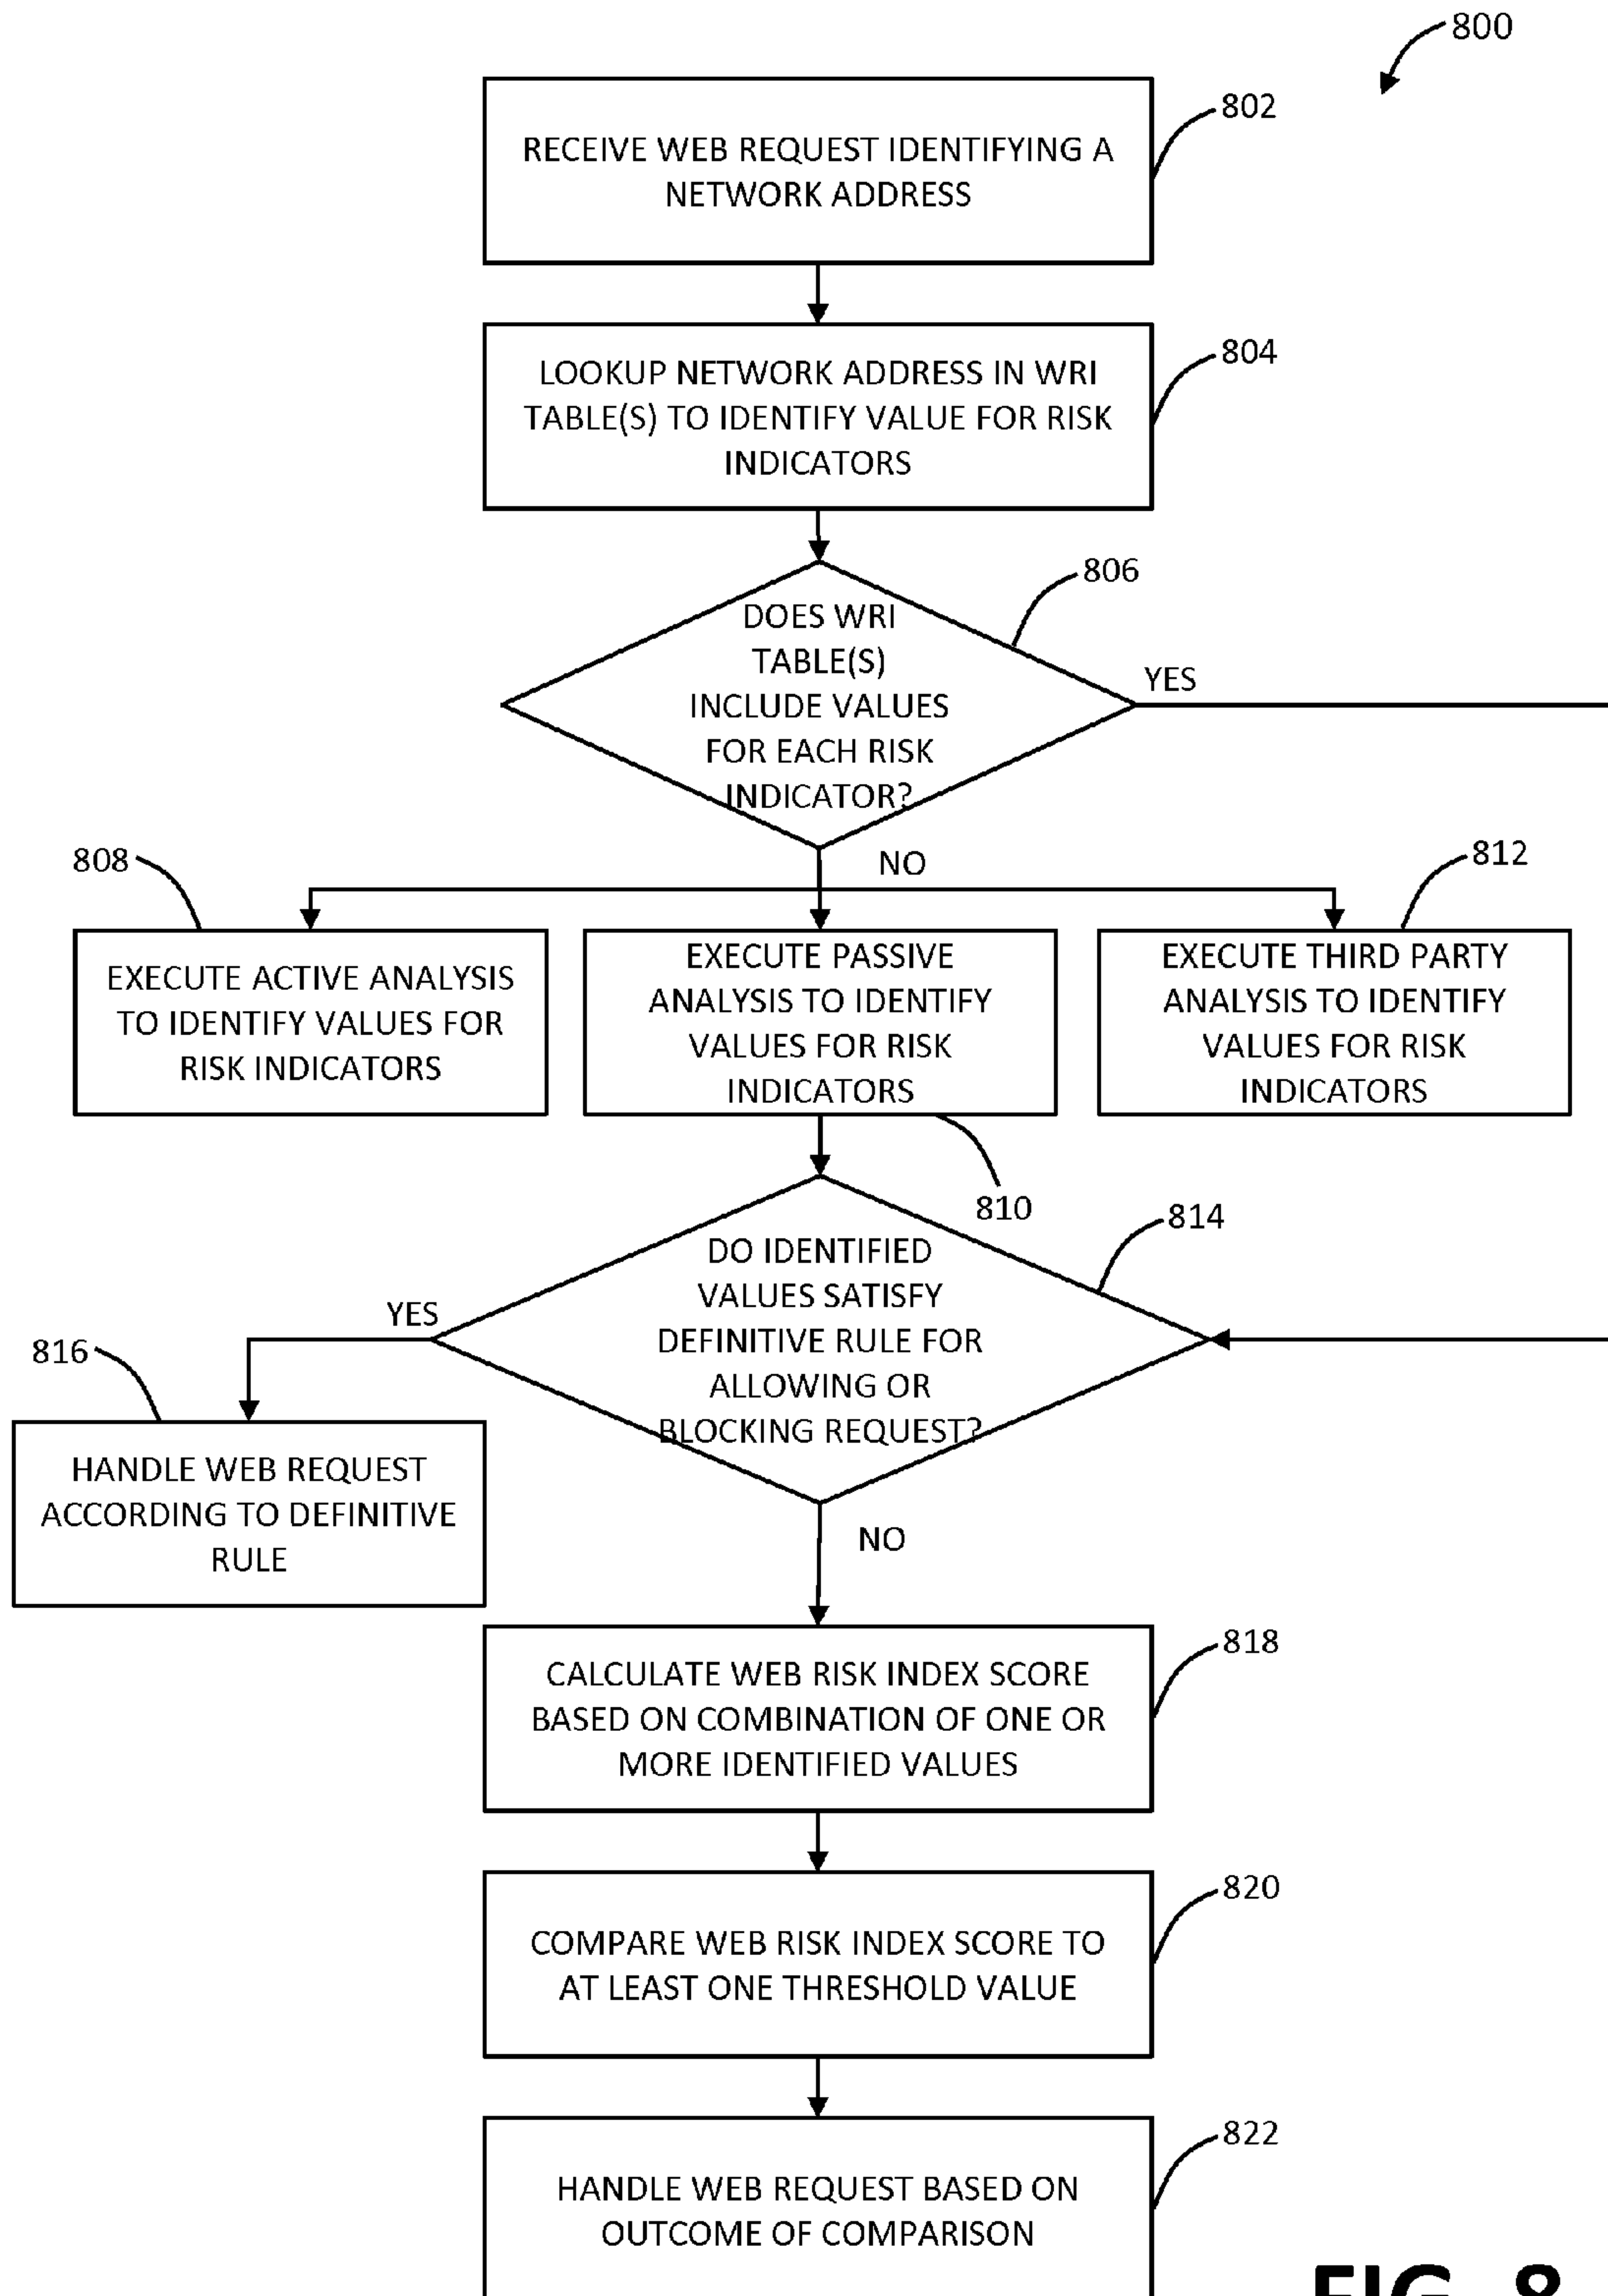 800
802
RECEIVE WEB REQUEST IDENTIFYING A
NETWORK ADDRESS
804
LOOKUP NETWORK ADDRESS IN WRI
TABLE(S) TO IDENTIFY VALUE FOR RISK
INDICATORS
806
DOES WRI
TABLE(S)
INCLUDE VALUES
FOR EACH RISK
INDICATOR?
YES
NO
808
812
EXECUTE ACTIVE ANALYSIS
TO IDENTIFY VALUES FOR
RISK INDICATORS
EXECUTE PASSIVE
ANALYSIS TO IDENTIFY
VALUES FOR RISK
INDICATORS
EXECUTE THIRD PARTY
ANALYSIS TO IDENTIFY
VALUES FOR RISK
INDICATORS
810
814
DO IDENTIFIED
VALUES SATISFY
DEFINITIVE RULE FOR
ALLOWING OR
BLOCKING REQUEST?
YES
816
HANDLE WEB REQUEST
ACCORDING TO DEFINITIVE
RULE
NO
818
CALCULATE WEB RISK INDEX SCORE
BASED ON COMBINATION OF ONE OR
MORE IDENTIFIED VALUES
820
COMPARE WEB RISK INDEX SCORE TO
AT LEAST ONE THRESHOLD VALUE
822
HANDLE WEB REQUEST BASED ON
OUTCOME OF COMPARISON
FIG. 8